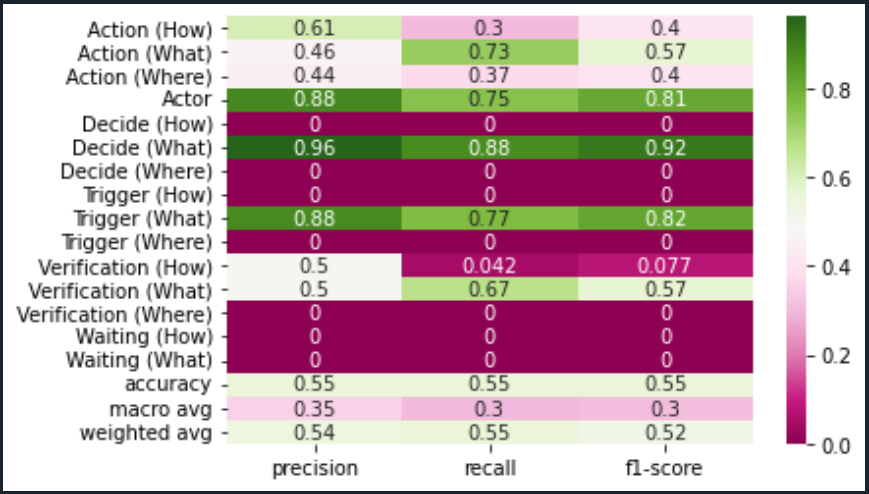 Action (How) 0.61 0.3 0.4
Action (What) 0.46 0.73 0.57
Action (Where) 0.44 0.37 0.4
Actor 0.88 0.75 0.81
Decide (How) 0 0 0
Decide (What) 0.96 0.88 0.92
Decide (Where) 0 0 0
Trigger (How) 0 0 0
Trigger (What) 0.88 0.77 0.82
Trigger (Where) 0 0 0
Verification (How) 0.5 0.042 0.077
Verification (What) 0.5 0.67 0.57
Verification (Where) 0 0 0
Waiting (How) 0 0 0
Waiting (What) 0 0 0
accuracy 0.55 0.55 0.55
macro avg 0.35 0.3 0.3
weighted avg 0.54 0.55 0.52
precision recall f1-score
0.8
0.6
0.4
0.2
0.0